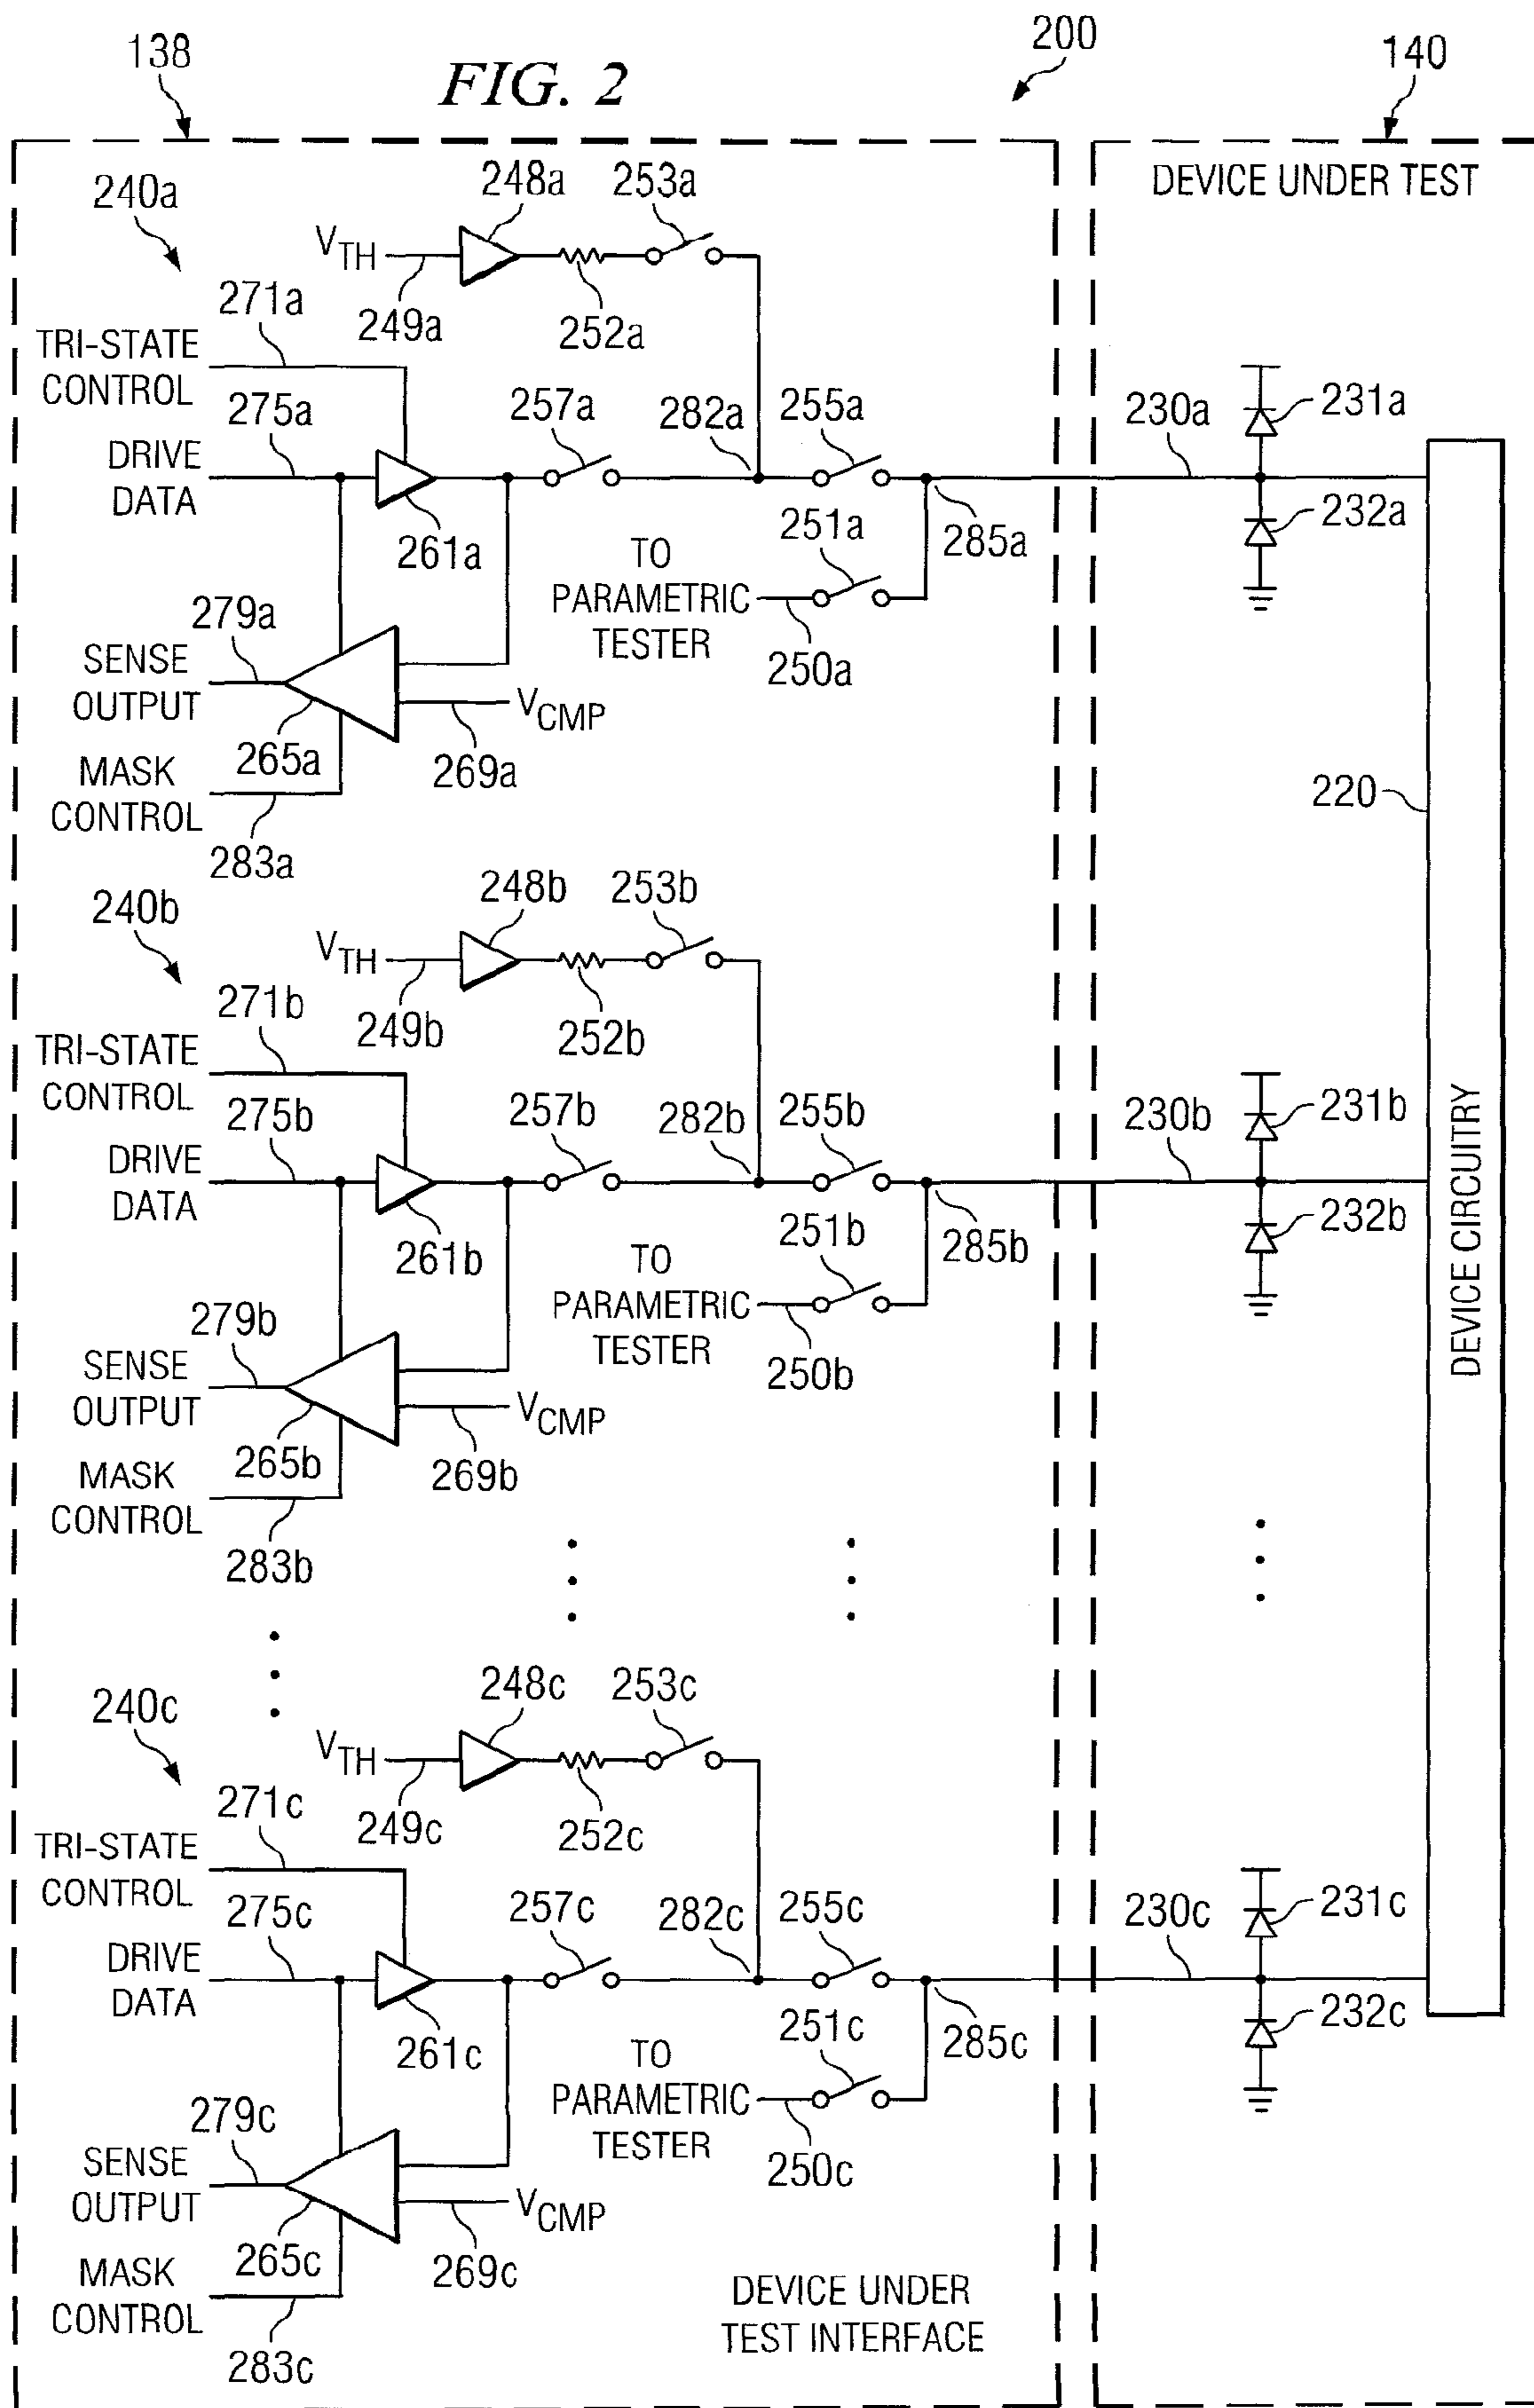 138
FIG. 2
200
140
DEVICE UNDER TEST
240a
248a
253a
VTH
249a
252a
271a
TRI-STATE
CONTROL
275a
257a
282a
255a
230a
231a
DRIVE
DATA
261a
251a
285a
232a
TO
PARAMETRIC
TESTER
250a
279a
SENSE
OUTPUT
VCMP
265a
269a
MASK
CONTROL
283a
220
DEVICE CIRCUITRY
240b
248b
253b
VTH
249b
252b
271b
TRI-STATE
CONTROL
275b
257b
282b
255b
230b
231b
DRIVE
DATA
261b
251b
285b
232b
TO
PARAMETRIC
TESTER
250b
279b
SENSE
OUTPUT
VCMP
265b
269b
MASK
CONTROL
283b
240c
248c
253c
VTH
249c
252c
271c
TRI-STATE
CONTROL
275c
257c
282c
255c
230c
231c
DRIVE
DATA
261c
251c
285c
232c
TO
PARAMETRIC
TESTER
250c
279c
SENSE
OUTPUT
VCMP
265c
269c
MASK
CONTROL
283c
DEVICE UNDER
TEST INTERFACE